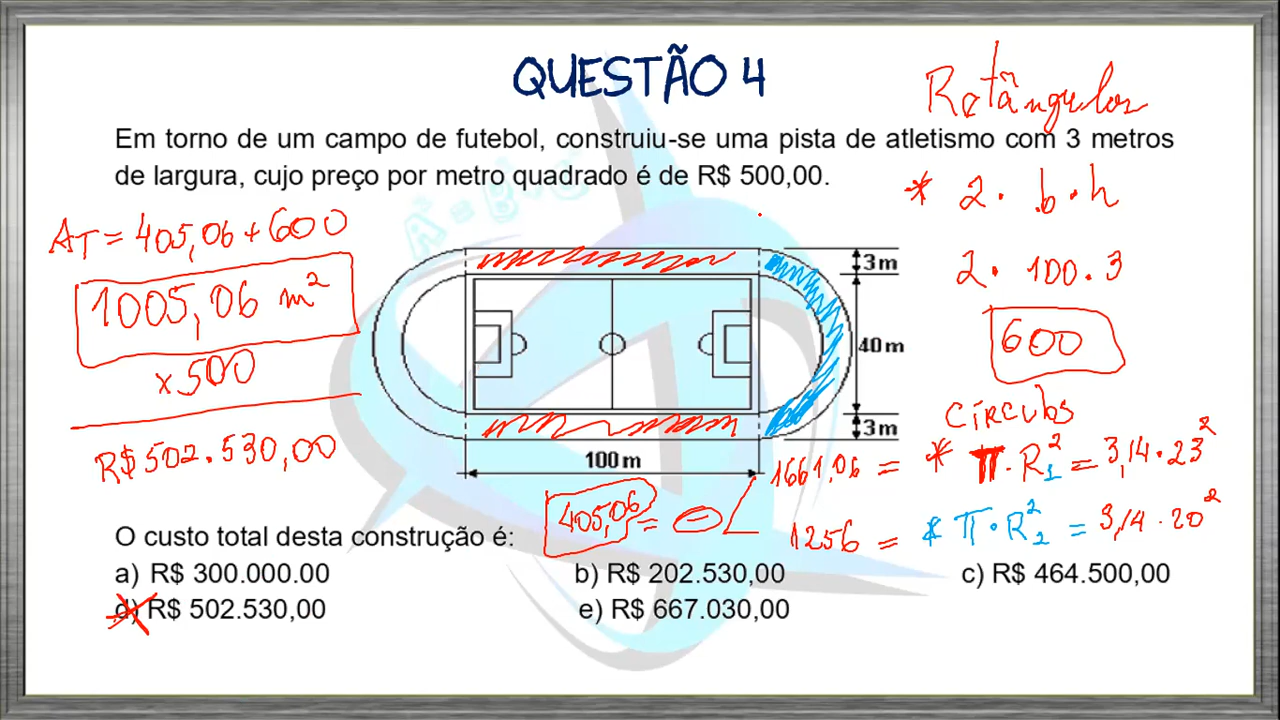 QUESTÃO 4
Retângulos
Em torno de um campo de futebol, construiu-se uma pista de atletismo com 3 metros
de largura, cujo preço por metro quadrado é de R$ 500,00.
* 2 . b . h
AT = 405,06 + 600
2 . 100 . 3
1005,06 m²
600
x 500
R$ 502.530,00
3 m
40 m
3 m
100 m
CÍRCULOS
1661,06 = * π . R₁² = 3,14 . 23²
405,06 =
1256 = * π . R₂² = 3,14 . 20²
O custo total desta construção é:
a) R$ 300.000.00
b) R$ 202.530,00
c) R$ 464.500,00
d) R$ 502.530,00
e) R$ 667.030,00